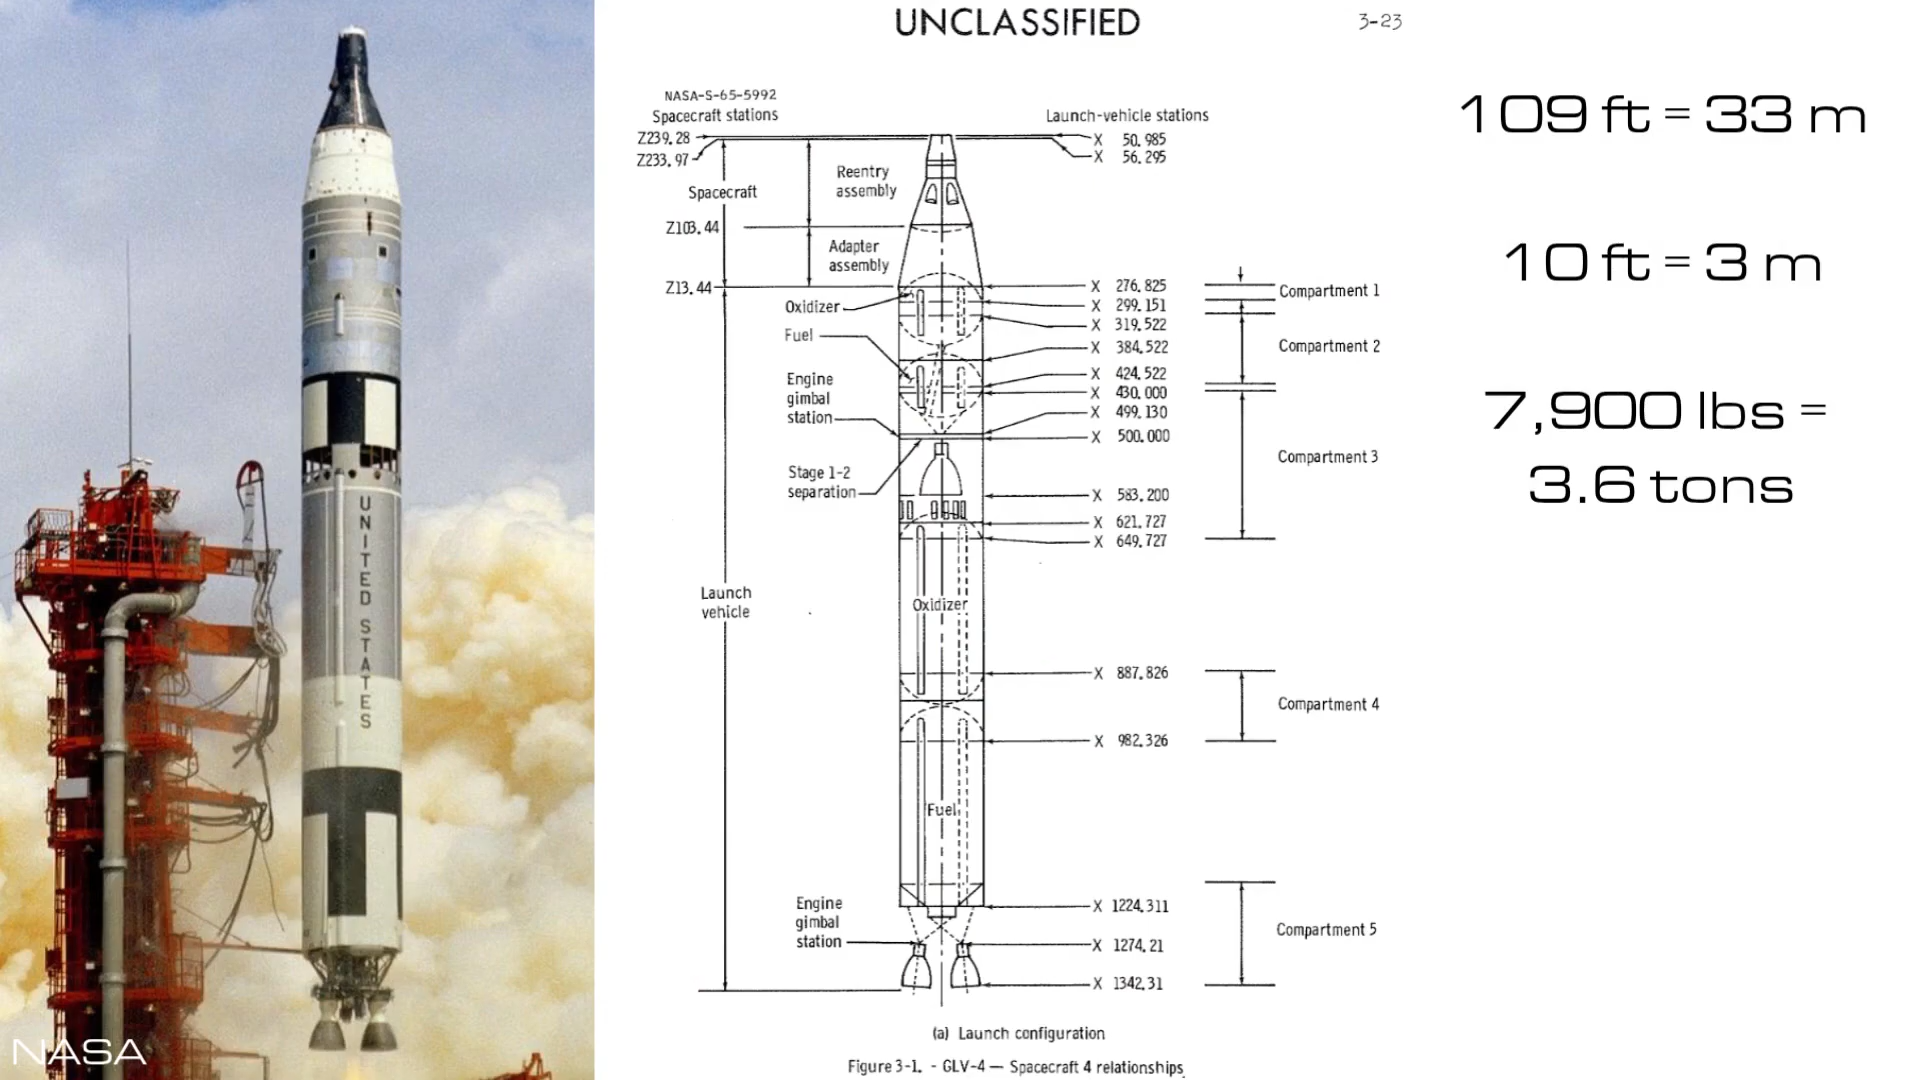 UNCLASSIFIED
3-23
NASA-S-65-5992
Spacecraft stations
Launch-vehicle stations
Z239.28
Z233.97
X 50.985
X 56.295
Reentry
assembly
Spacecraft
Z103.44
Adapter
assembly
Z13.44
Oxidizer
Fuel
Engine
gimbal
station
Stage 1-2
separation
X 276.825
X 299.151
X 319.522
X 384.522
X 424.522
X 430.000
X 499.130
X 500.000
X 583.200
X 621.727
X 649.727
Compartment 1
Compartment 2
Compartment 3
Launch
vehicle
Oxidizer
X 887.826
Compartment 4
X 982.326
Fuel
Engine
gimbal
station
X 1224.311
X 1274.21
X 1342.31
Compartment 5
(a) Launch configuration
Figure 3-1. - GLV-4 — Spacecraft 4 relationships
109 ft = 33 m
10 ft = 3 m
7,900 lbs =
3.6 tons
UNITED STATES
NASA